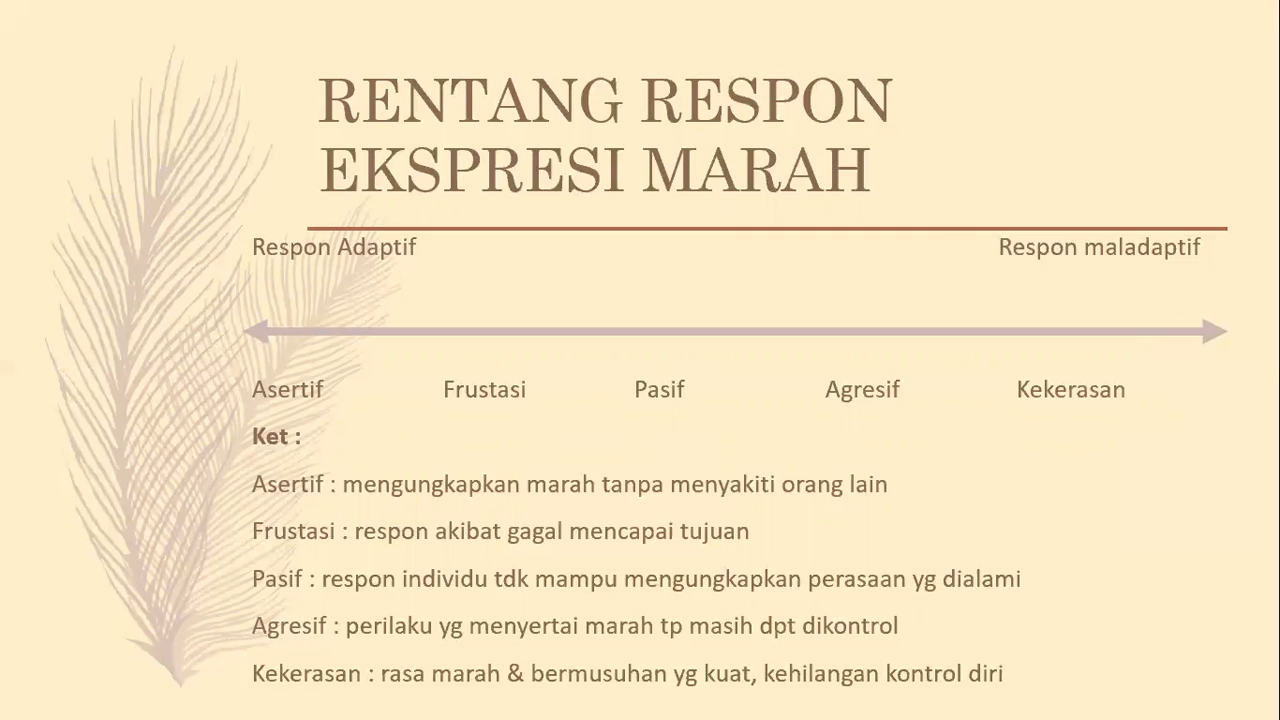 RENTANG RESPON
EKSPRESI MARAH
Respon Adaptif Respon maladaptif
Asertif Frustasi Pasif Agresif Kekerasan
Ket :
Asertif : mengungkapkan marah tanpa menyakiti orang lain
Frustasi : respon akibat gagal mencapai tujuan
Pasif : respon individu tdk mampu mengungkapkan perasaan yg dialami
Agresif : perilaku yg menyertai marah tp masih dpt dikontrol
Kekerasan : rasa marah & bermusuhan yg kuat, kehilangan kontrol diri